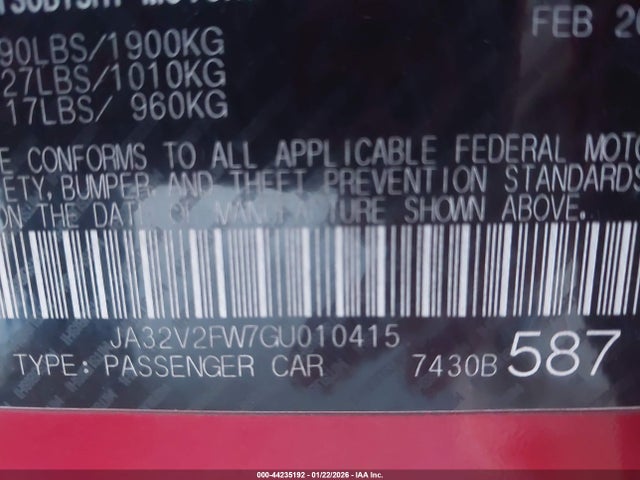 FEB 20
90LBS/1900KG
27LBS/1010KG
17LBS/ 960KG
E CONFORMS TO ALL APPLICABLE FEDERAL MOTO
ETY, BUMPER, AND THEFT PREVENTION STANDARDS
ON THE DATE OF MANUFACTURE SHOWN ABOVE.
JA32V2FW7GU010415
TYPE: PASSENGER CAR 7430B 587
000-44235192 - 01/22/2026 - IAA Inc.